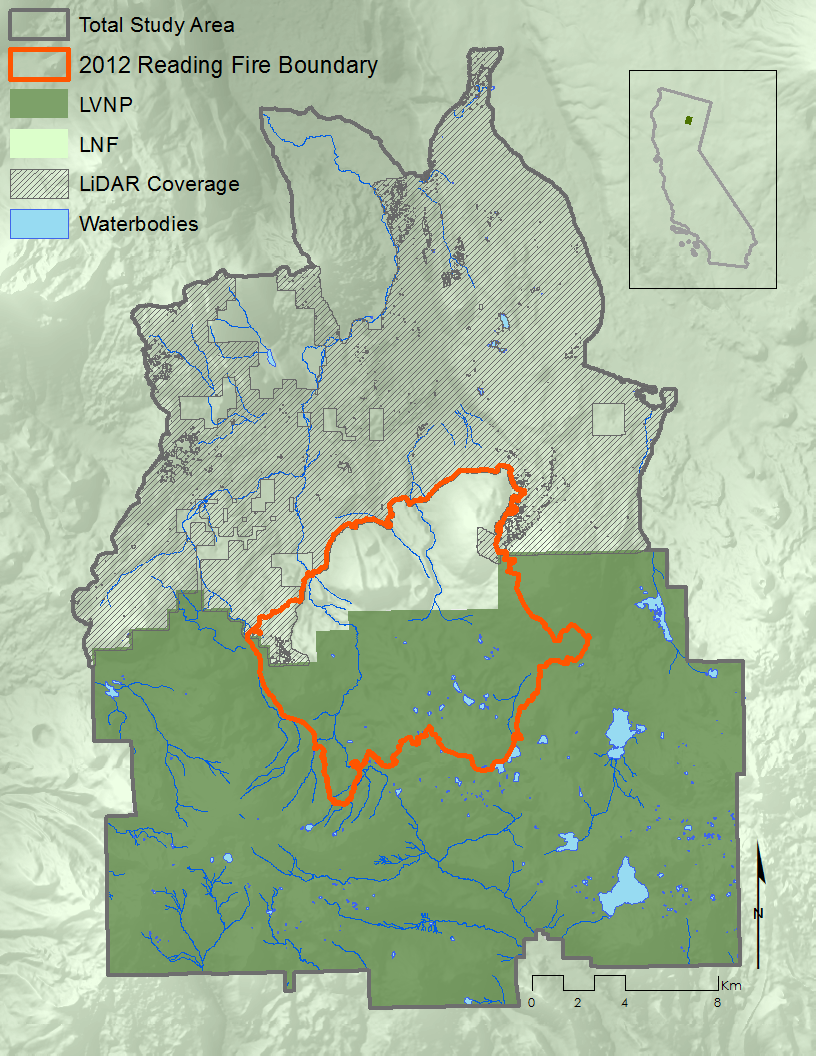 Total Study Area
2012 Reading Fire Boundary
LVNP
LNF
LiDAR Coverage
Waterbodies
N
Km
0 2 4 8